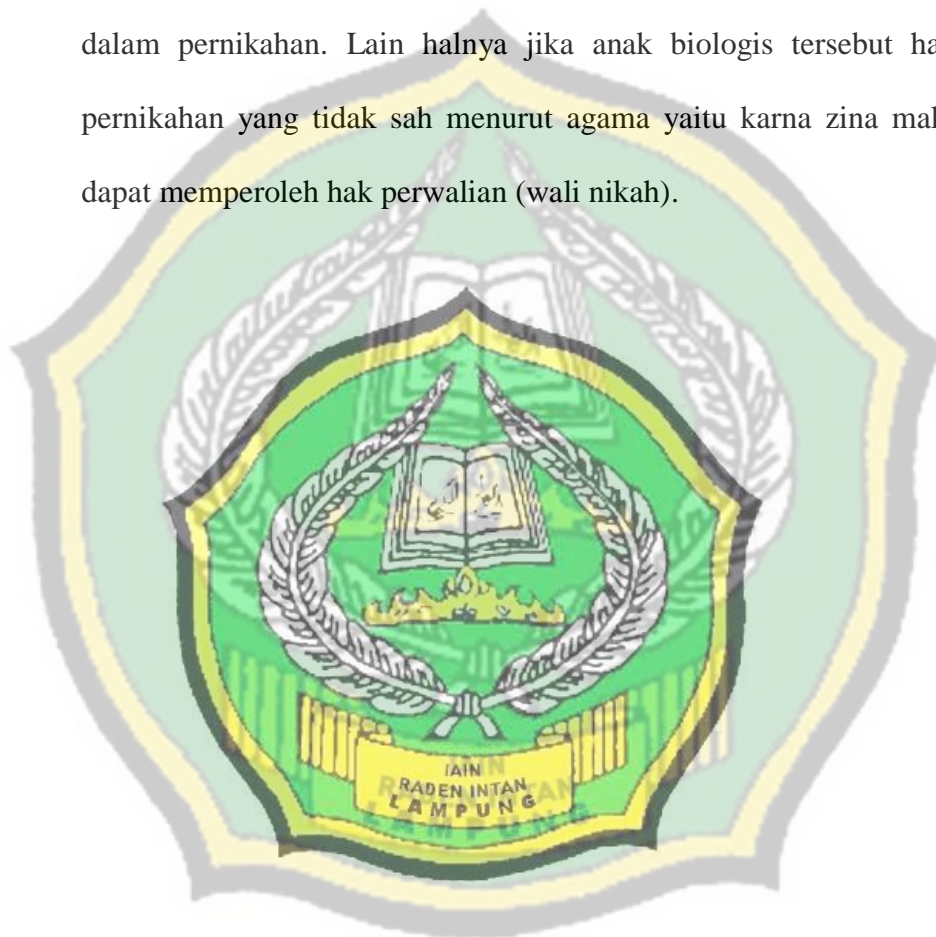 dalam pernikahan. Lain halnya jika anak biologis tersebut ha
pernikahan yang tidak sah menurut agama yaitu karna zina mal
dapat memperoleh hak perwalian (wali nikah).
IAIN
RADEN INTAN
LAMPUNG